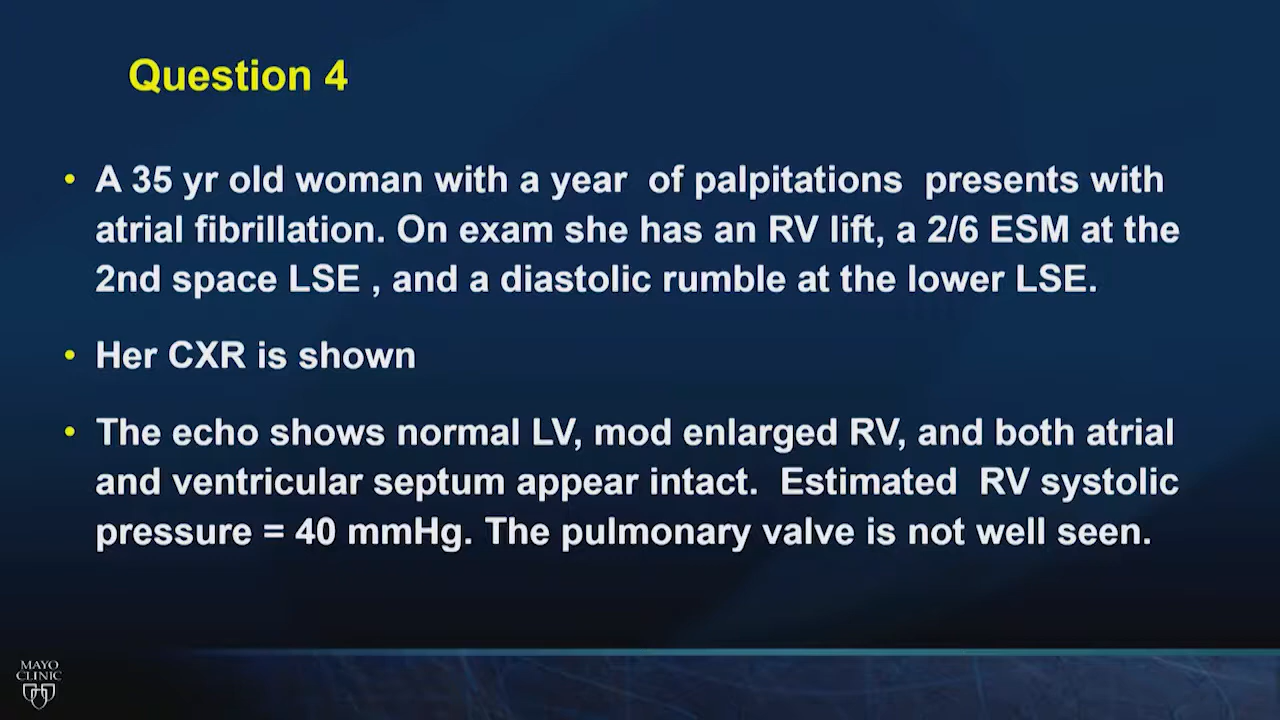 Question 4
• A 35 yr old woman with a year of palpitations presents with
atrial fibrillation. On exam she has an RV lift, a 2/6 ESM at the
2nd space LSE , and a diastolic rumble at the lower LSE.
• Her CXR is shown
• The echo shows normal LV, mod enlarged RV, and both atrial
and ventricular septum appear intact. Estimated RV systolic
pressure = 40 mmHg. The pulmonary valve is not well seen.
MAYO
CLINIC